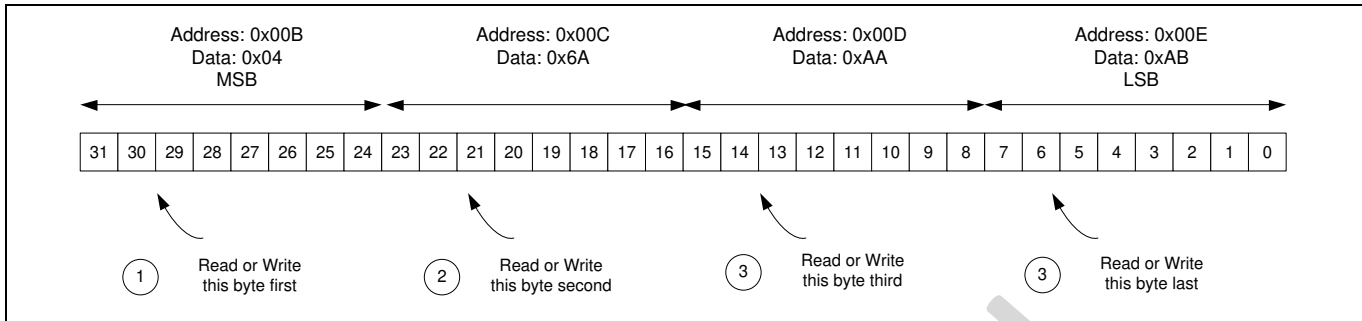 Address: 0x00B
Data: 0x04
MSB
Address: 0x00C
Data: 0x6A
Address: 0x00D
Data: 0xAA
Address: 0x00E
Data: 0xAB
LSB
31 30 29 28 27 26 25 24 23 22 21 20 19 18 17 16 15 14 13 12 11 10 9 8 7 6 5 4 3 2 1 0
1
Read or Write
this byte first
2
Read or Write
this byte second
3
Read or Write
this byte third
3
Read or Write
this byte last